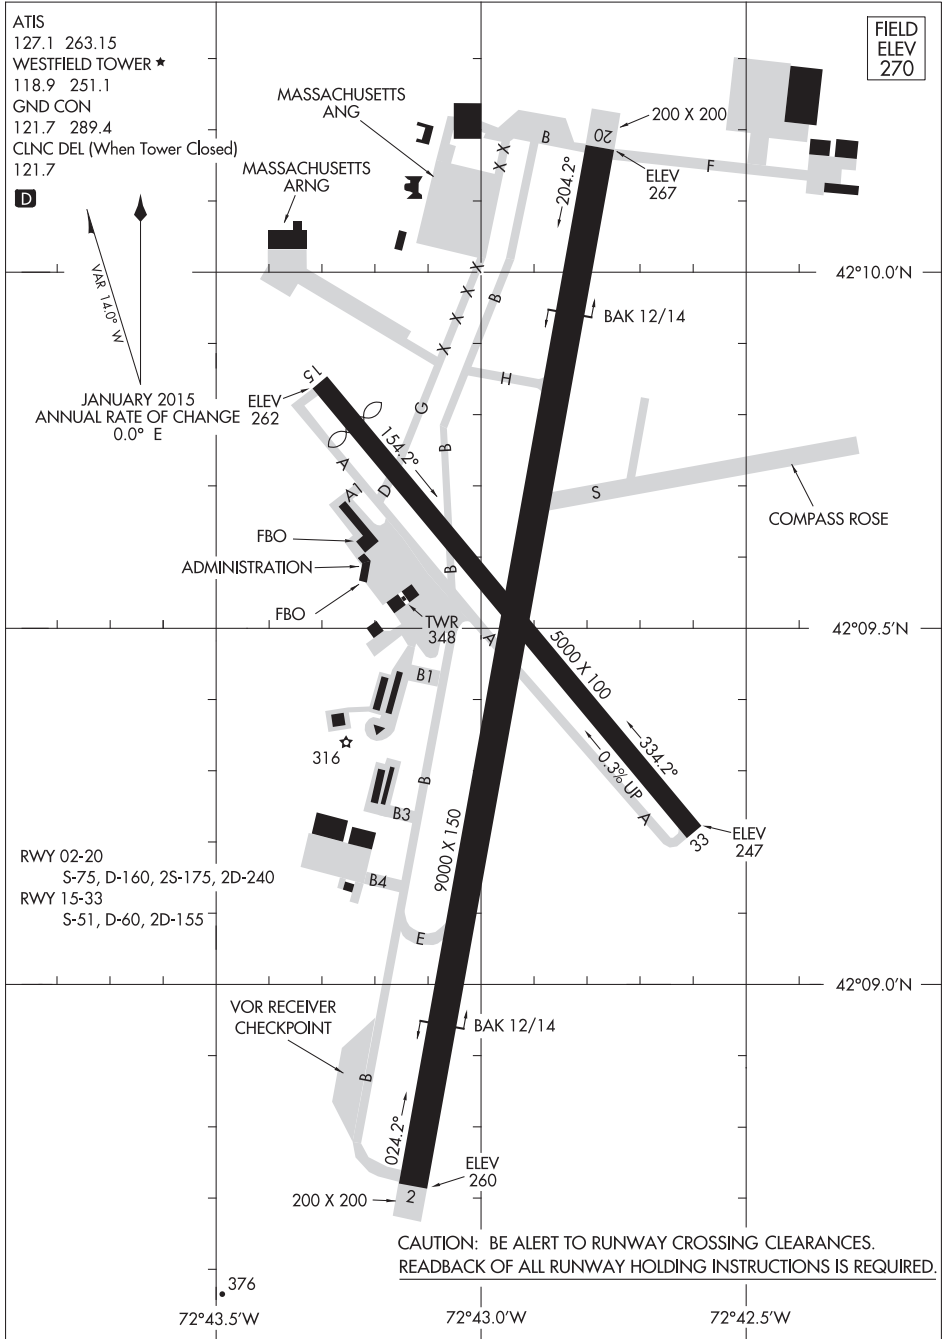 ATIS
127.1 263.15
WESTFIELD TOWER ★
118.9 251.1
GND CON
121.7 289.4
CLNC DEL (When Tower Closed)
121.7
D
FIELD
ELEV
270
MASSACHUSETTS
ANG
MASSACHUSETTS
ARNG
200 X 200
20
B
F
ELEV
267
204.2°
X
X
X
X
X
X
VAR 14.0° W
42°10.0'N
B
BAK 12/14
JANUARY 2015
ANNUAL RATE OF CHANGE
0.0° E
15
ELEV
262
H
G
154.2°
B
A
D
A1
S
COMPASS ROSE
FBO
ADMINISTRATION
FBO
B
TWR
348
A
42°09.5'N
5000 X 100
B1
316
334.2°
0.3% UP
B
B3
A
33
ELEV
247
9000 X 150
RWY 02-20
S-75, D-160, 2S-175, 2D-240
RWY 15-33
S-51, D-60, 2D-155
B4
E
42°09.0'N
VOR RECEIVER
CHECKPOINT
BAK 12/14
B
024.2°
ELEV
260
200 X 200
2
CAUTION: BE ALERT TO RUNWAY CROSSING CLEARANCES.
READBACK OF ALL RUNWAY HOLDING INSTRUCTIONS IS REQUIRED.
376
72°43.5'W
72°43.0'W
72°42.5'W